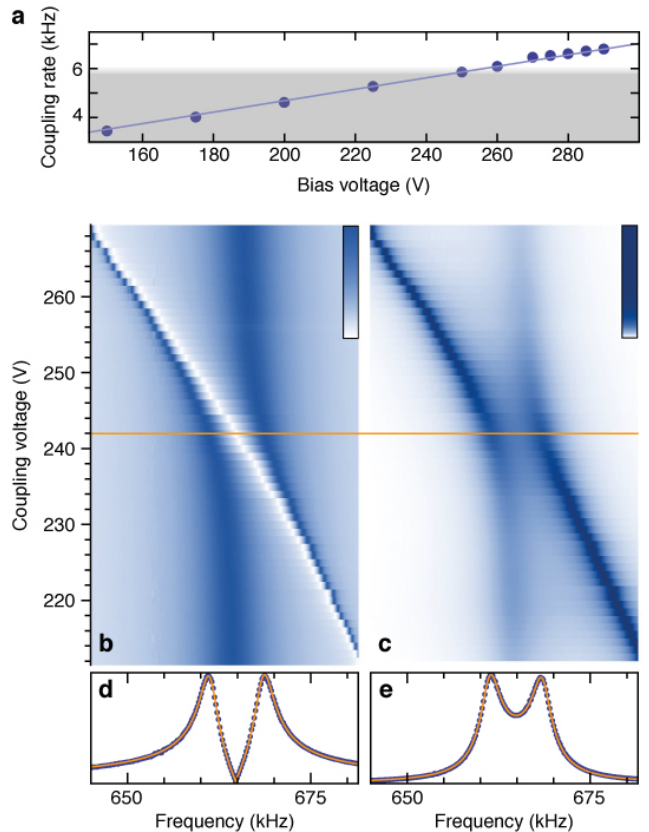 a
Coupling rate (kHz)
6
4
160 180 200 220 240 260 280
Bias voltage (V)
Coupling voltage (V)
260
250
240
230
220
b
c
d
e
650 675 650 675
Frequency (kHz) Frequency (kHz)